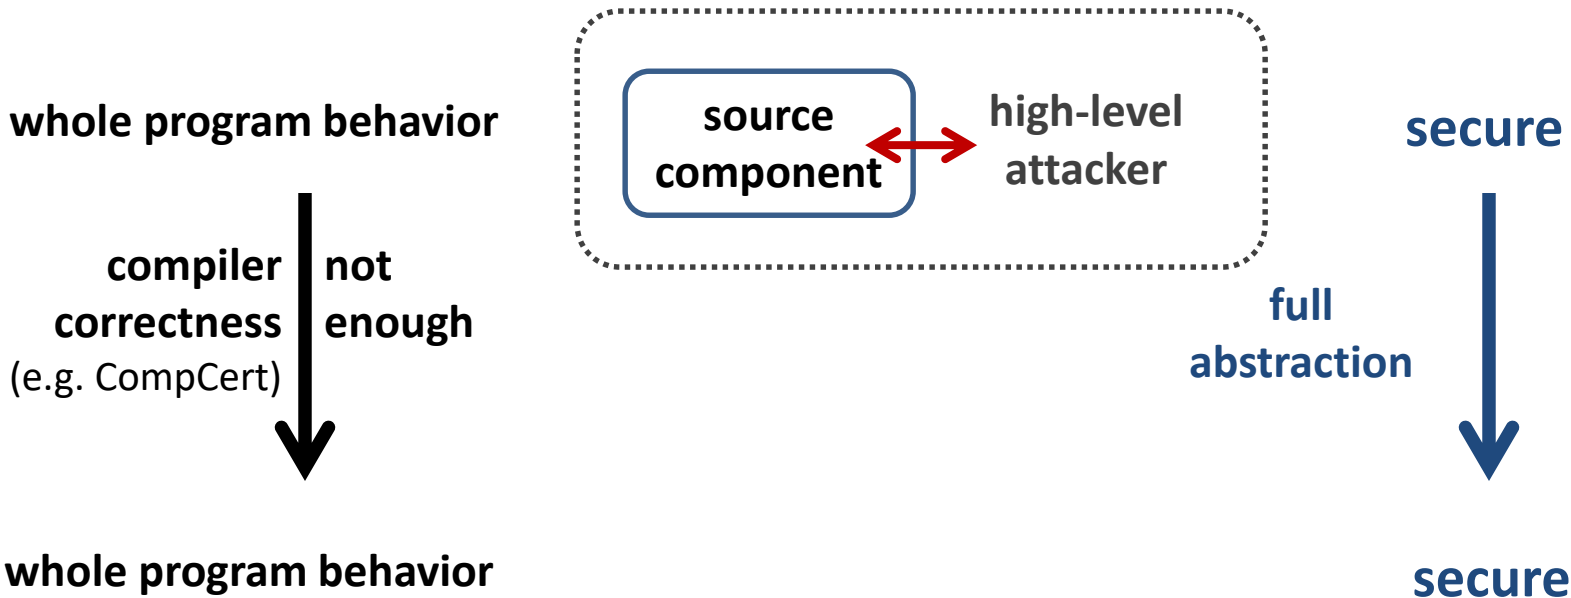 whole program behavior
source
component
high-level
attacker
secure
compiler
correctness
(e.g. CompCert)
not
enough
full
abstraction
whole program behavior
secure